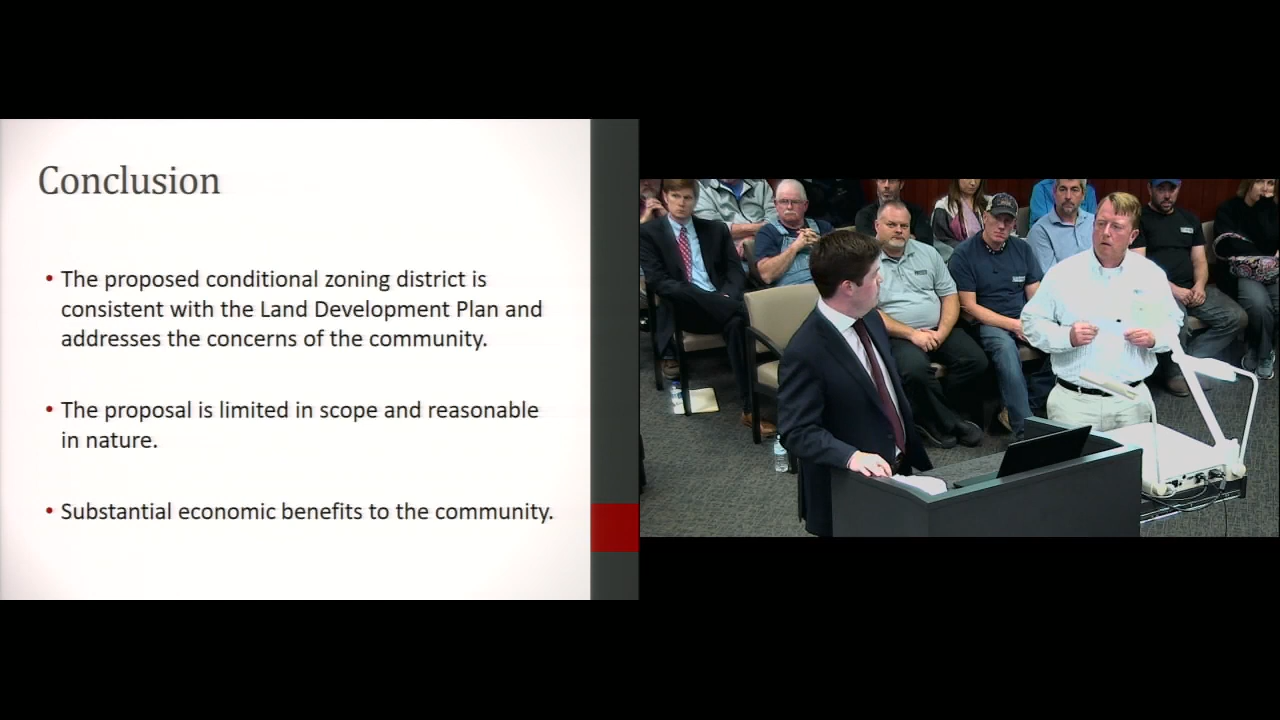 Conclusion
• The proposed conditional zoning district is
consistent with the Land Development Plan and
addresses the concerns of the community.
• The proposal is limited in scope and reasonable
in nature.
• Substantial economic benefits to the community.